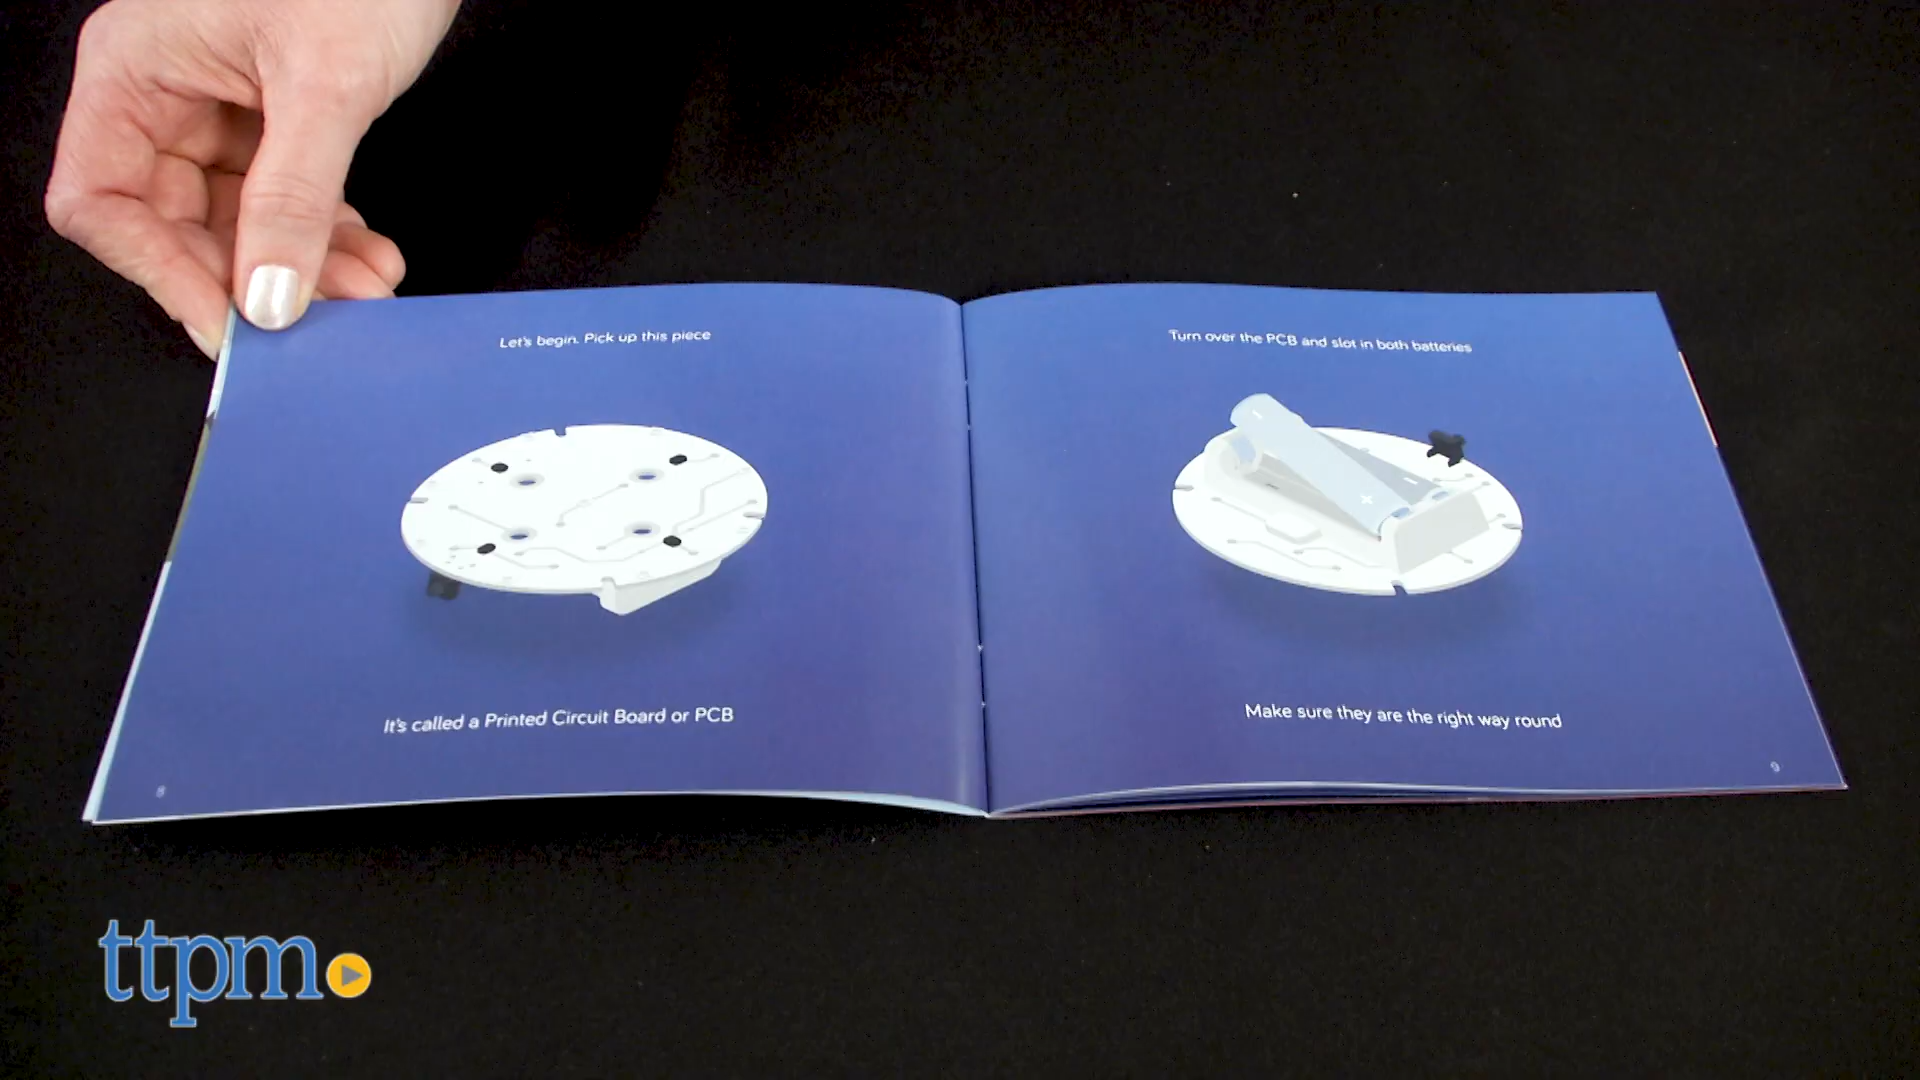 Let's begin. Pick up this piece
It's called a Printed Circuit Board or PCB
8
Turn over the PCB and slot in both batteries
Make sure they are the right way round
9
ttpm